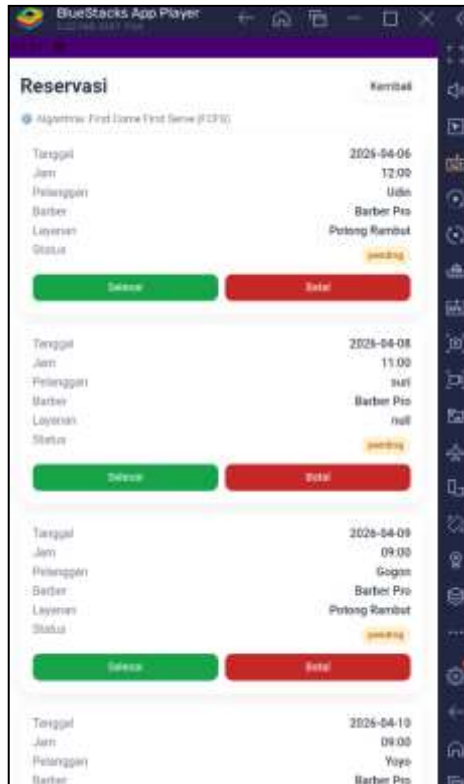 BlueStacks App Player
Reservasi Kembali
Algoritma: First Come First Serve (FCFS)
Tanggal 2026-04-06
Jam 12:00
Pelanggan Udin
Barber Barber Pro
Layanan Potong Rambut
Status pending
Selesai Batal
Tanggal 2026-04-08
Jam 11:00
Pelanggan
Barber Barber Pro
Layanan null
Status pending
Selesai Batal
Tanggal 2026-04-09
Jam 09:00
Pelanggan Gogon
Barber Barber Pro
Layanan Potong Rambut
Status pending
Selesai Batal
Tanggal 2026-04-10
Jam 09:00
Pelanggan Yoyo
Barber Barber Pro